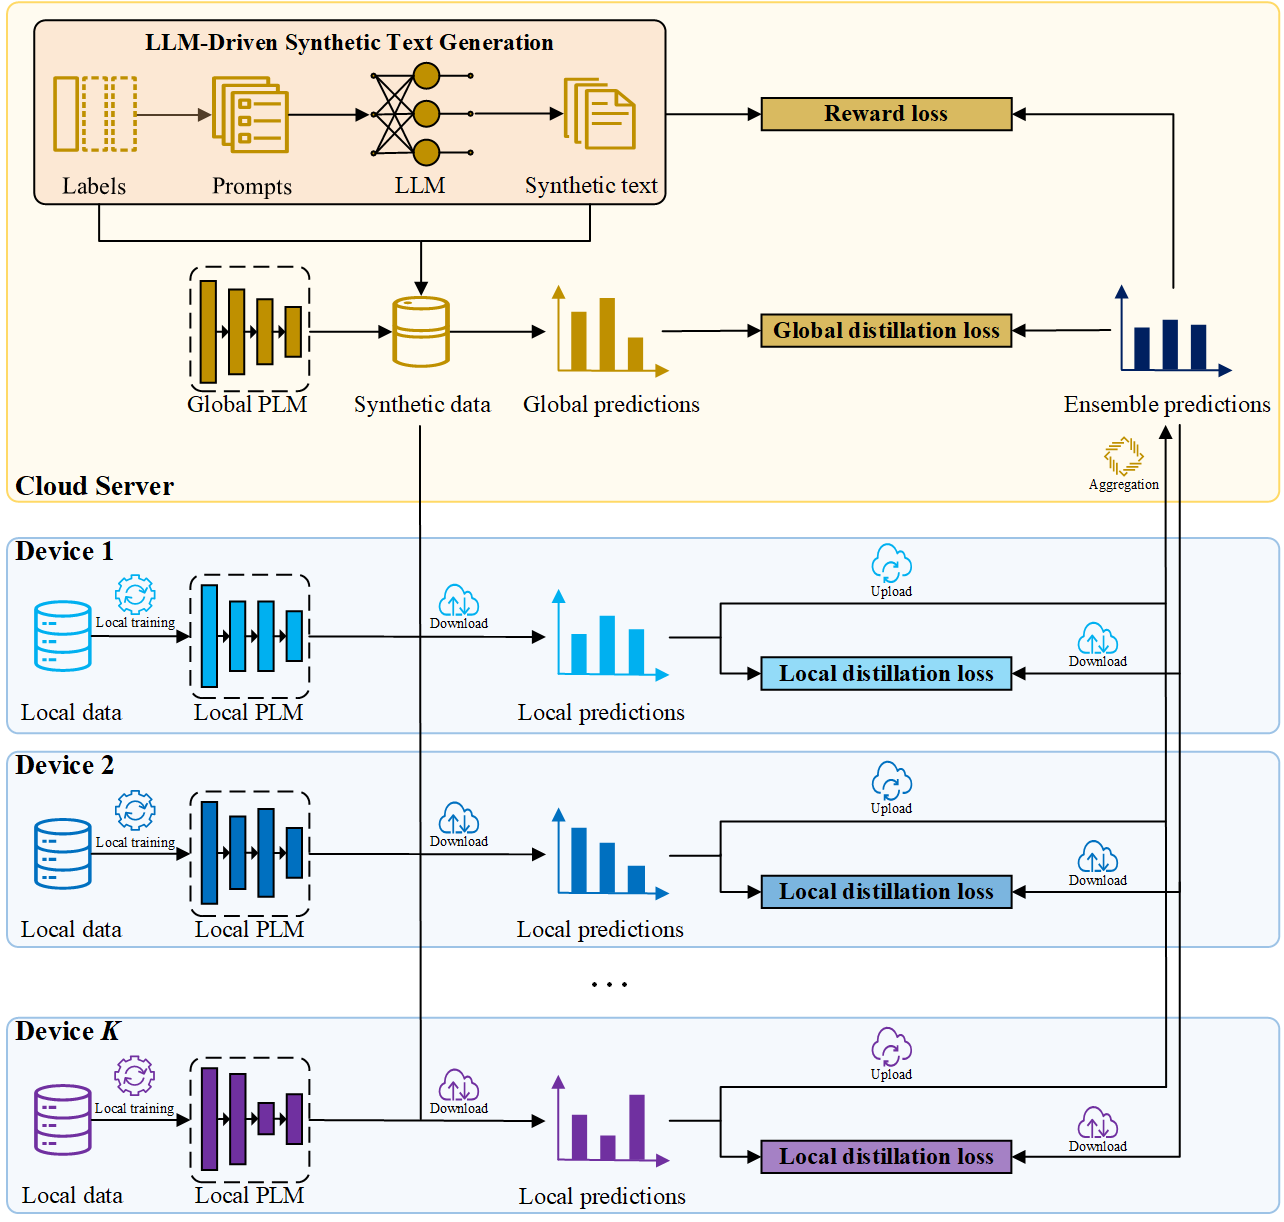 LLM-Driven Synthetic Text Generation
Labels
Prompts
LLM
Synthetic text
Reward loss
Global distillation loss
Global PLM
Synthetic data
Global predictions
Ensemble predictions
Aggregation
Cloud Server
Device 1
Local training
Download
Upload
Download
Local distillation loss
Local data
Local PLM
Local predictions
Device 2
Local training
Download
Upload
Download
Local distillation loss
Local data
Local PLM
Local predictions
...
Device K
Local training
Download
Upload
Download
Local distillation loss
Local data
Local PLM
Local predictions